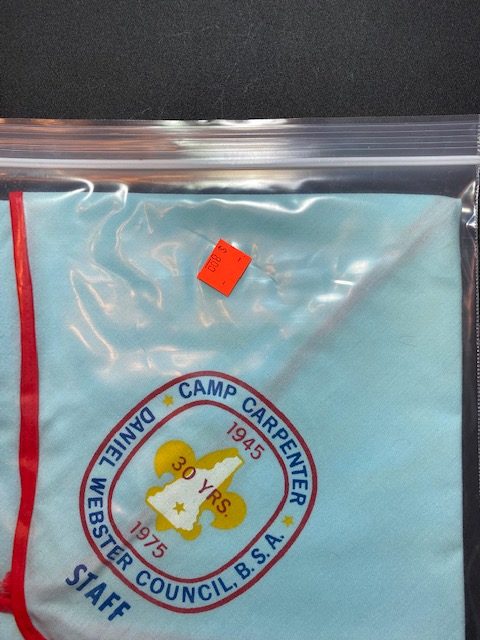 CAMP CARPENTER
DANIEL WEBSTER COUNCIL, B.S.A.
1945
30 YRS.
1975
STAFF